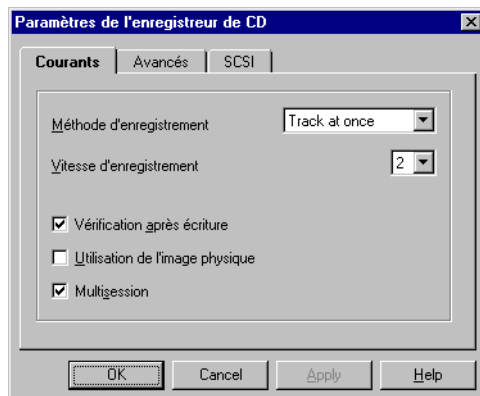 Paramètres de l'enregistreur de CD
Courants Avancés SCSI
Méthode d'enregistrement Track at once
Vitesse d'enregistrement 2
Vérification après écriture
Utilisation de l'image physique
Multisession
OK Cancel Apply Help